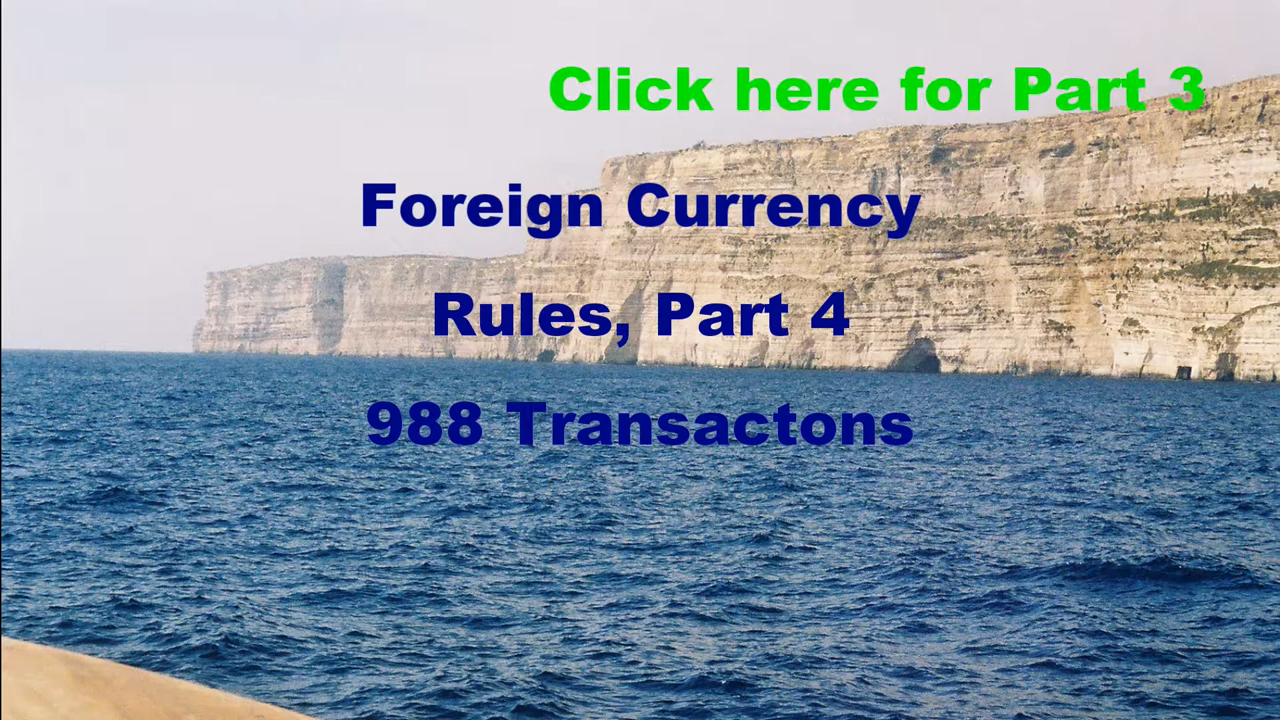 Click here for Part 3
Foreign Currency
Rules, Part 4
988 Transactons